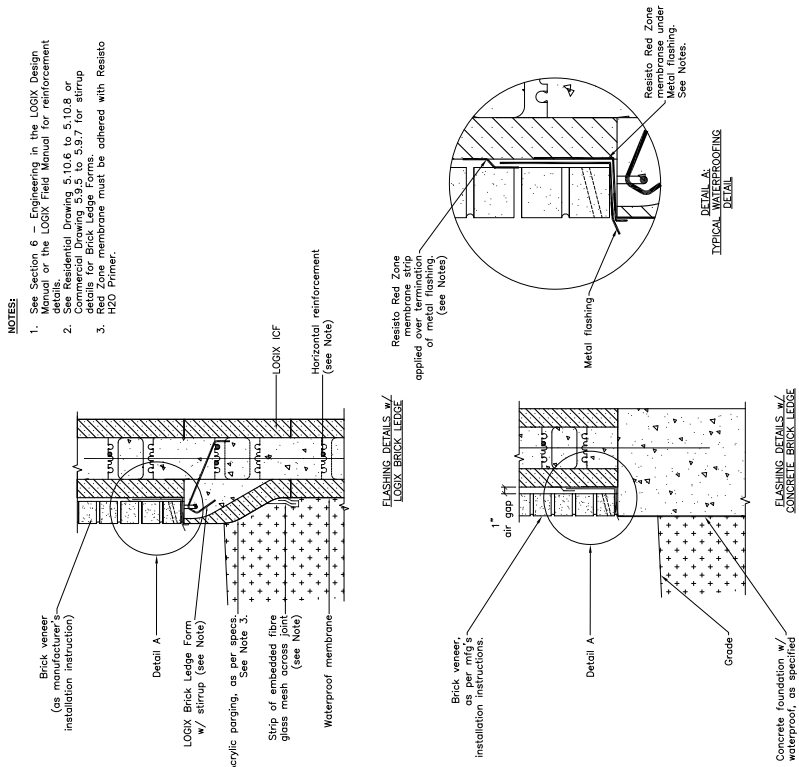 NOTES:
1. See Section 6 – Engineering in the LOGIX Design
Manual or the LOGIX Field Manual for reinforcement
details.
2. See Residential Drawing 5.10.6 to 5.10.8 or
Commercial Drawing 5.9.5 to 5.9.7 for stirrup
details for Brick Ledge Forms.
3. Red Zone membrane must be adhered with Resisto
H2O Primer.
Brick veneer
(as manufacturer's
installation instruction)
Detail A
LOGIX Brick Ledge Form
w/ stirrup (see Note)
crylic parging, as per specs.
See Note 3.
Strip of embedded fibre
glass mesh across joint
(see Note)
Waterproof membrane
LOGIX ICF
Horizontal reinforcement
(see Note)
FLASHING DETAILS w/
LOGIX BRICK LEDGE
Resisto Red Zone
membrane strip
applied over termination
of metal flashing.
(see Notes)
Metal flashing
Resisto Red Zone
membranse under
Metal flashing.
See Notes.
DETAIL A:
TYPICAL WATERPROOFING
DETAIL
Brick veneer,
as per mfg's
installation instructions.
1"
air gap
Detail A
Grade
Concrete foundation w/
waterproof, as specified
FLASHING DETAILS w/
CONCRETE BRICK LEDGE